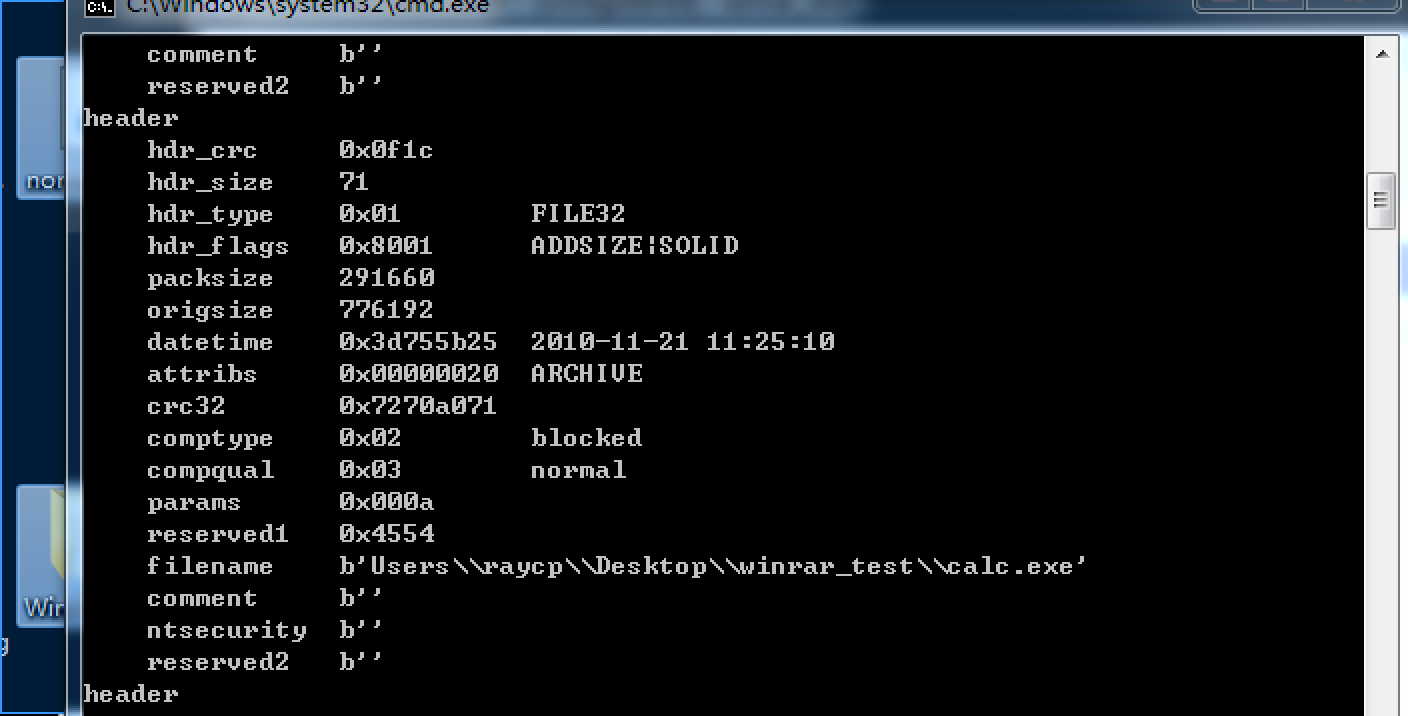 C:\Windows\system32\cmd.exe
comment b''
reserved2 b''
header
hdr_crc 0x0f1c
hdr_size 71
hdr_type 0x01 FILE32
hdr_flags 0x8001 ADDSIZE|SOLID
packsize 291660
origsize 776192
datetime 0x3d755b25 2010-11-21 11:25:10
attribs 0x00000020 ARCHIVE
crc32 0x7270a071
comptype 0x02 blocked
compqual 0x03 normal
params 0x000a
reserved1 0x4554
filename b'Users\\raycp\\Desktop\\winrar_test\\calc.exe'
comment b''
ntsecurity b''
reserved2 b''
header
nor
Win
g